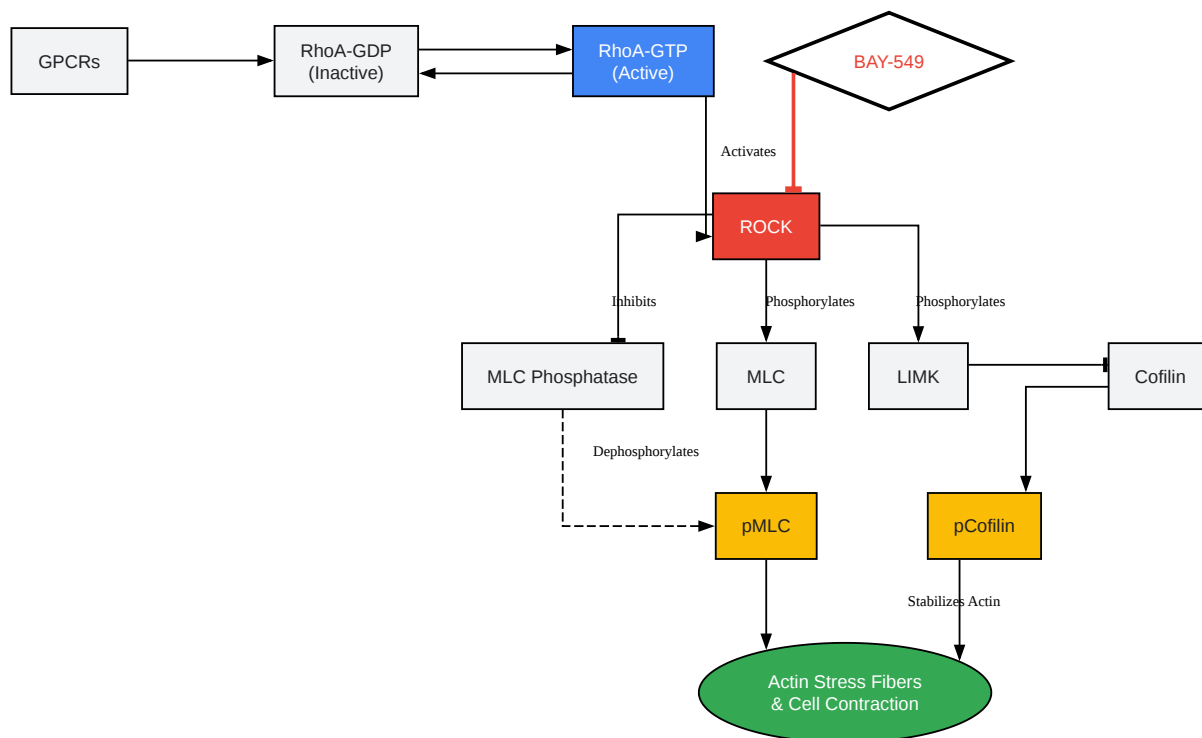 GPCRs
RhoA-GDP
(Inactive)
RhoA-GTP
(Active)
BAY-549
Activates
ROCK
Inhibits
Phosphorylates
Phosphorylates
MLC Phosphatase
MLC
LIMK
Cofilin
Dephosphorylates
pMLC
pCofilin
Stabilizes Actin
Actin Stress Fibers
& Cell Contraction